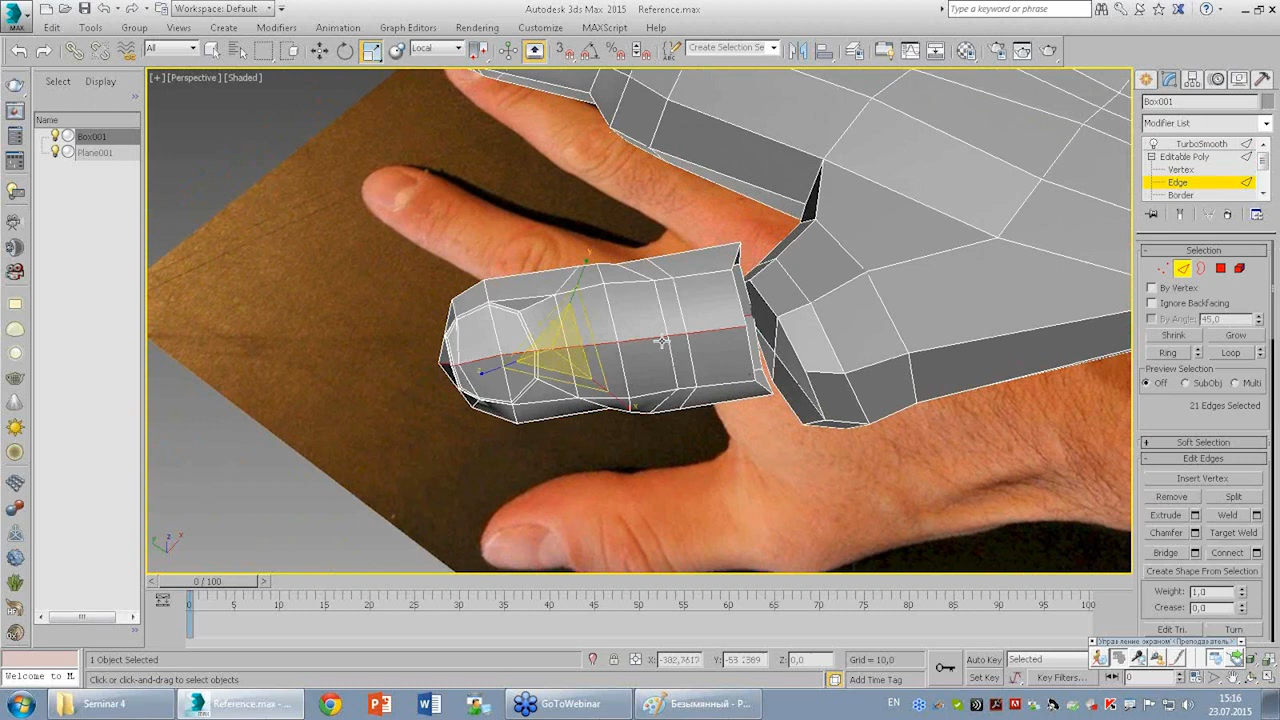 Workspace: Default
Autodesk 3ds Max 2015    Reference.max
Type a keyword or phrase
MAX
Edit Tools Group Views Create Modifiers Animation Graph Editors Rendering Customize MAXScript Help
All
Local
Create Selection Se
Select Display
[+] [Perspective] [Shaded]
Name
Box001
Plane001
Box001
Modifier List
TurboSmooth
Editable Poly
Vertex
Edge
Border
Selection
By Vertex
Ignore Backfacing
By Angle: 45,0
Shrink Grow
Ring Loop
Preview Selection
Off SubObj Multi
21 Edges Selected
Soft Selection
Edit Edges
Insert Vertex
Remove Split
Extrude Weld
Chamfer Target Weld
Bridge Connect
Create Shape From Selection
Weight: 1,0
Crease: 0,0
Edit Tri. Turn
0 / 100
0 5 10 15 20 25 30 35 40 45 50 55 60 65 70 75 80 85 90 95 100
Управление экраном "Преподаватель"
1 Object Selected
Z: 0,0
Grid = 10,0
Auto Key
Selected
Welcome to M
Click or click-and-drag to select objects
Add Time Tag
Set Key
Key Filters...
0
Seminar 4
Reference.max - ...
GoToWebinar
Безымянный - P...
EN
15:16
23.07.2015